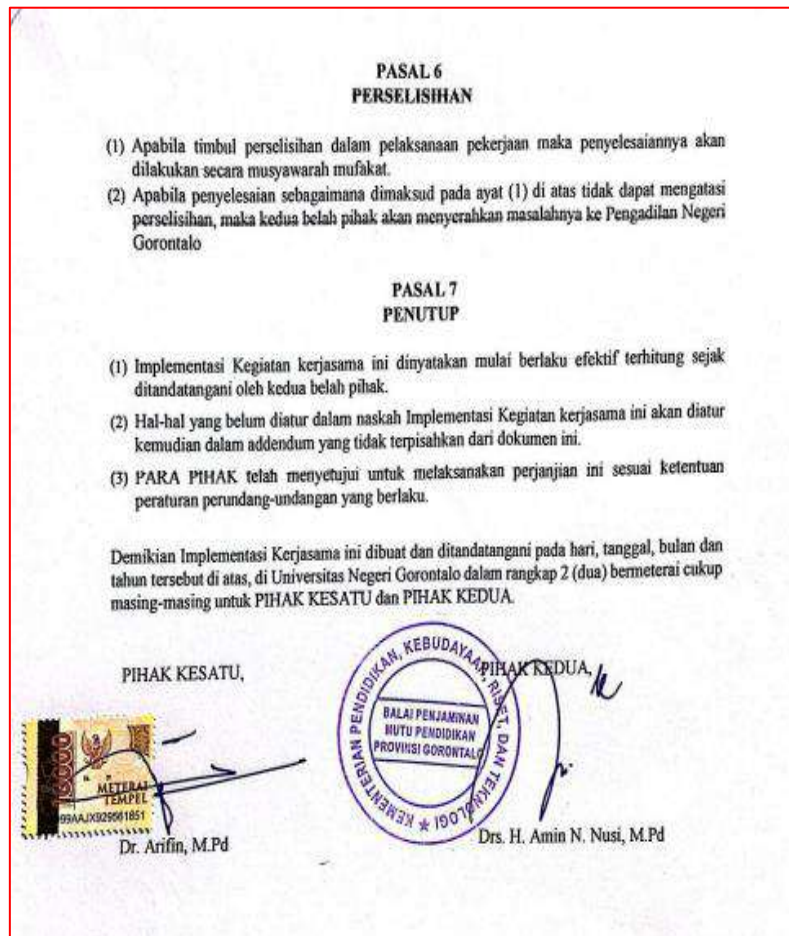 PASAL 6
PERSELISIHAN
(1) Apabila timbul perselisihan dalam pelaksanaan pekerjaan maka penyelesaiannya akan
dilakukan secara musyawarah mufakat.
(2) Apabila penyelesaian sebagaimana dimaksud pada ayat (1) di atas tidak dapat mengatasi
perselisihan, maka kedua belah pihak akan menyerahkan masalahnya ke Pengadilan Negeri
Gorontalo
PASAL 7
PENUTUP
(1) Implementasi Kegiatan kerjasama ini dinyatakan mulai berlaku efektif terhitung sejak
ditandatangani oleh kedua belah pihak.
(2) Hal-hal yang belum diatur dalam naskah Implementasi Kegiatan kerjasama ini akan diatur
kemudian dalam addendum yang tidak terpisahkan dari dokumen ini.
(3) PARA PIHAK telah menyetujui untuk melaksanakan perjanjian ini sesuai ketentuan
peraturan perundang-undangan yang berlaku.
Demikian Implementasi Kerjasama ini dibuat dan ditandatangani pada hari, tanggal, bulan dan
tahun tersebut di atas, di Universitas Negeri Gorontalo dalam rangkap 2 (dua) bermeterai cukup
masing-masing untuk PIHAK KESATU dan PIHAK KEDUA.
PIHAK KESATU,
PIHAK KEDUA,
KEMENTERIAN PENDIDIKAN, KEBUDAYAAN, RISET, DAN TEKNOLOGI
BALAI PENJAMINAN
MUTU PENDIDIKAN
PROVINSI GORONTALO
10000
METERAI
TEMPEL
99AAJX929561851
Dr. Arifin, M.Pd
Drs. H. Amin N. Nusi, M.Pd